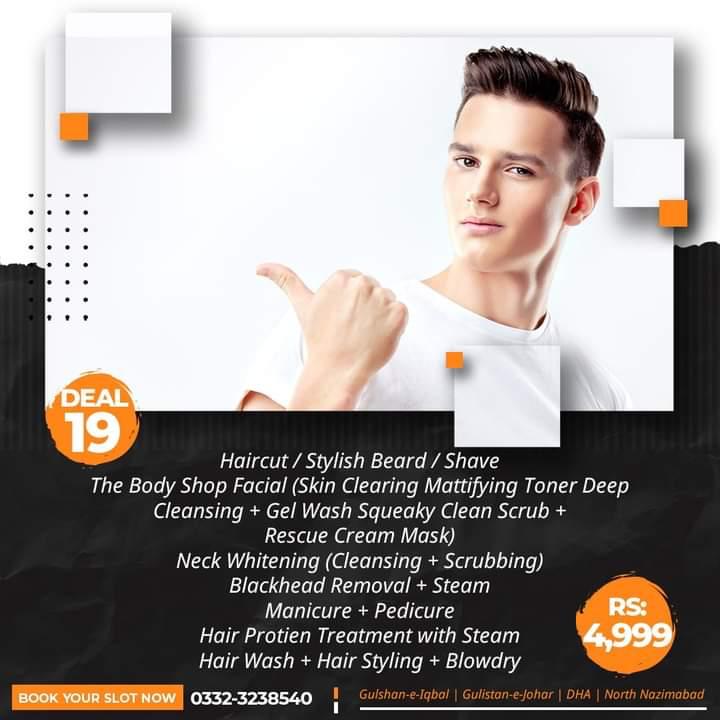 DEAL
19
Haircut / Stylish Beard / Shave
The Body Shop Facial (Skin Clearing Mattifying Toner Deep
Cleansing + Gel Wash Squeaky Clean Scrub +
Rescue Cream Mask)
Neck Whitening (Cleansing + Scrubbing)
Blackhead Removal + Steam
Manicure + Pedicure
Hair Protien Treatment with Steam
Hair Wash + Hair Styling + Blowdry
RS:
4,999
BOOK YOUR SLOT NOW 0332-3238540 Gulshan-e-Iqbal | Gulistan-e-Johar | DHA | North Nazimabad